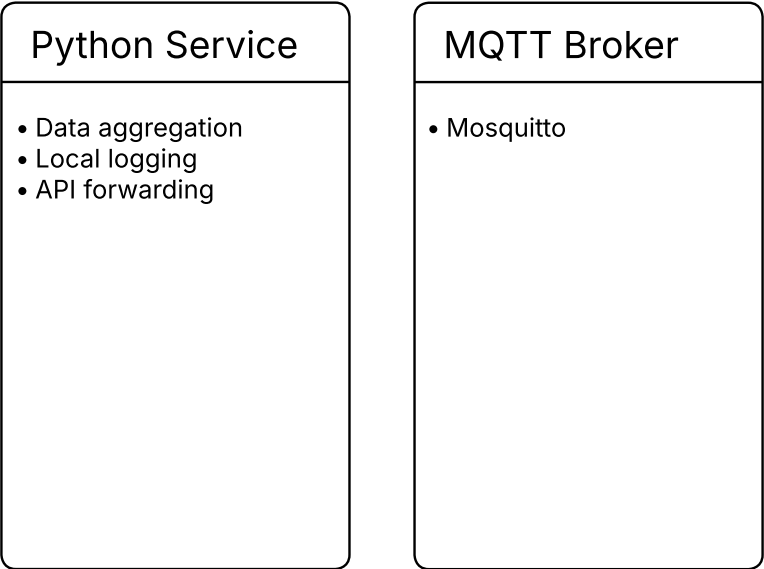 Python Service
• Data aggregation
• Local logging
• API forwarding
MQTT Broker
• Mosquitto